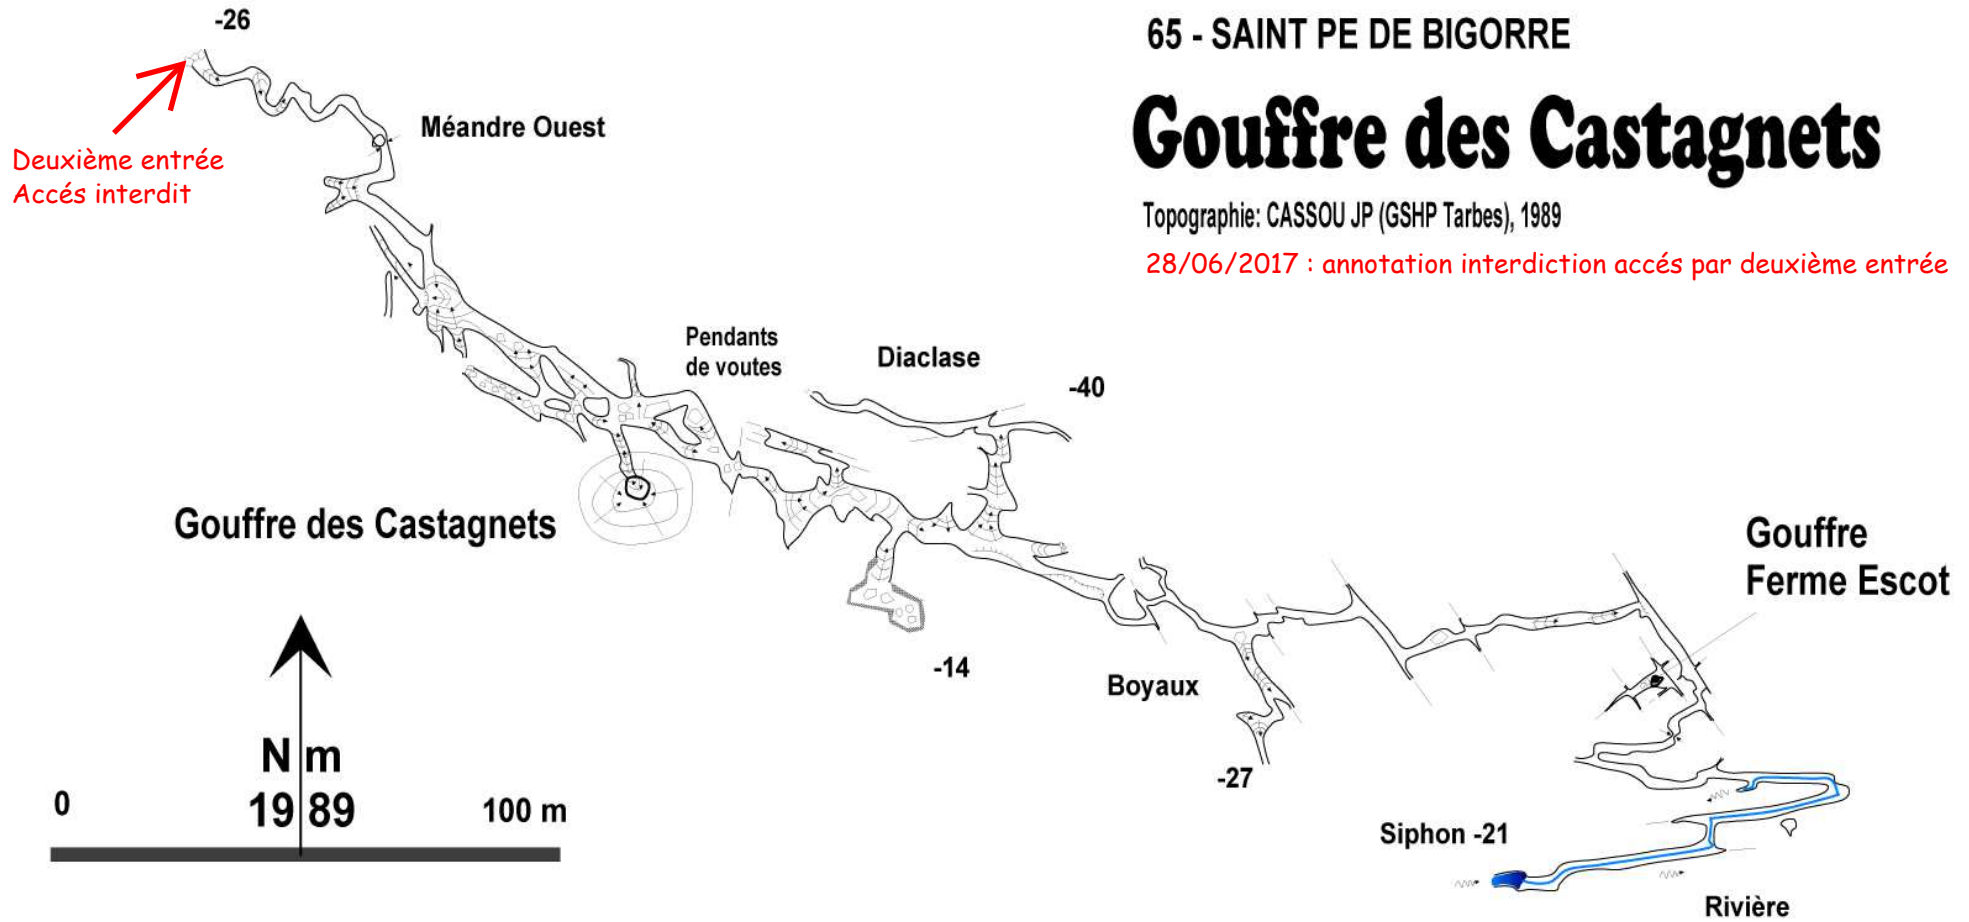 -26
65 - SAINT PE DE BIGORRE
Gouffre des Castagnets
Topographie: CASSOU JP (GSHP Tarbes), 1989
28/06/2017 : annotation interdiction accés par deuxième entrée
Méandre Ouest
Deuxième entrée
Accés interdit
Pendants
de voutes
Diaclase
-40
Gouffre des Castagnets
Gouffre
Ferme Escot
-14
Boyaux
-27
N m
1989
0
100 m
Siphon -21
Rivière